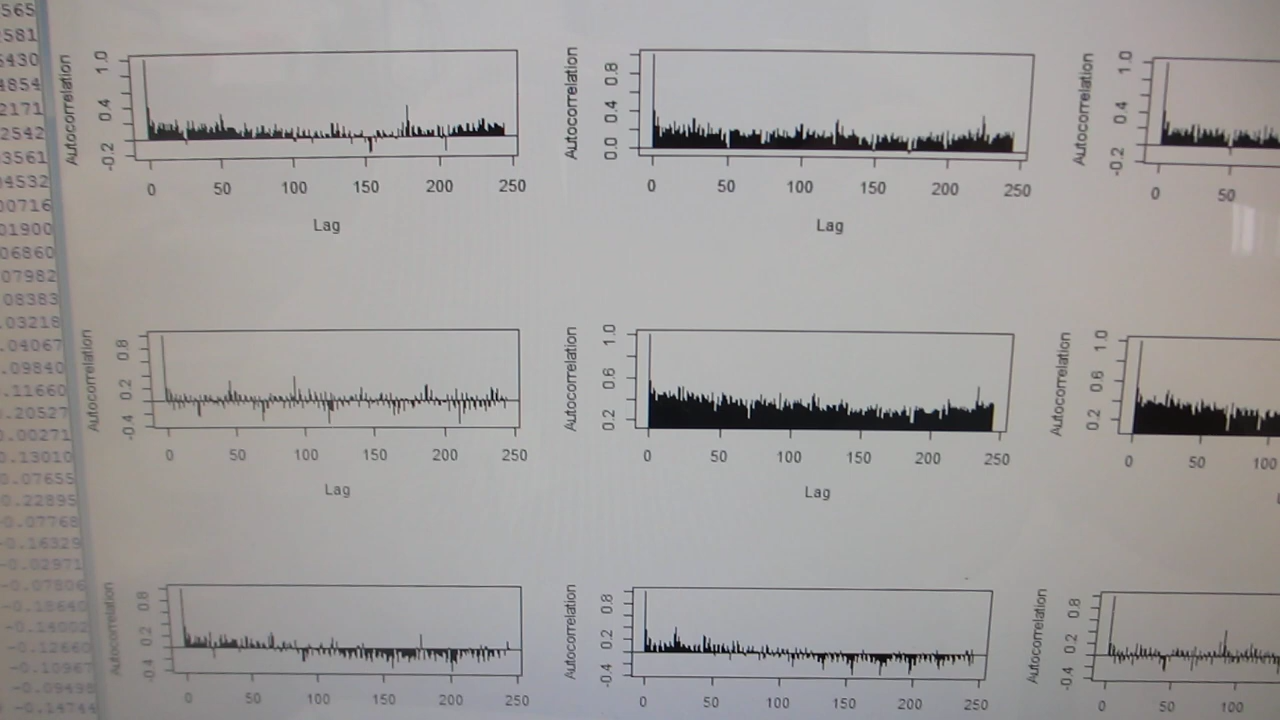 565
2581
5430
4854
2171
2542
3561
04532
00716
01900
06860
07982
.08383
.03218
.04067
.09840
.11660
.20527
0.00271
0.13010
0.07655
0.22895
-0.07768
-0.16329
-0.02971
-0.07806
-0.18640
-0.14002
-0.12660
-0.10967
-0.09498
-0.14744
Autocorrelation
1.0
0.4
-0.2
0 50 100 150 200 250
Lag
Autocorrelation
0.8
0.4
0.0
0 50 100 150 200 250
Lag
Autocorrelation
1.0
0.4
-0.2
0 50
Autocorrelation
0.8
0.2
-0.4
0 50 100 150 200 250
Lag
Autocorrelation
1.0
0.6
0.2
0 50 100 150 200 250
Lag
Autocorrelation
1.0
0.6
0.2
0 50 100
Autocorrelation
0.8
0.2
-0.4
0 50 100 150 200 250
Autocorrelation
0.8
0.2
-0.4
0 50 100 150 200 250
Autocorrelation
0.8
0.2
-0.4
0 50 100